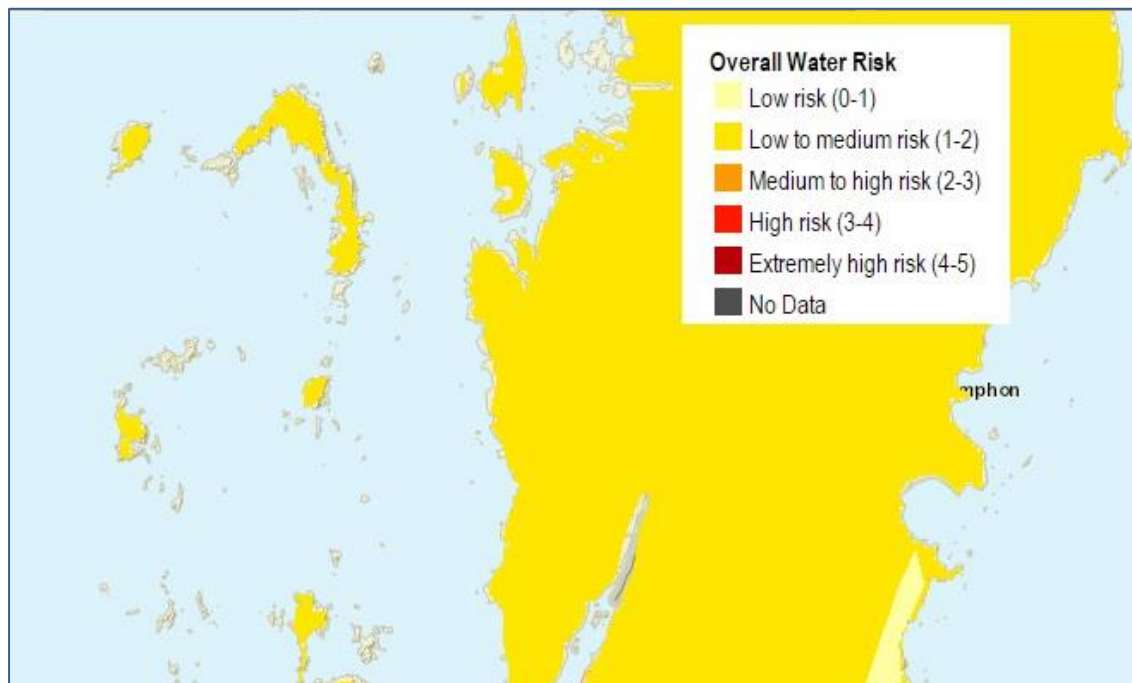 Overall Water Risk
Low risk (0-1)
Low to medium risk (1-2)
Medium to high risk (2-3)
High risk (3-4)
Extremely high risk (4-5)
No Data
mphon